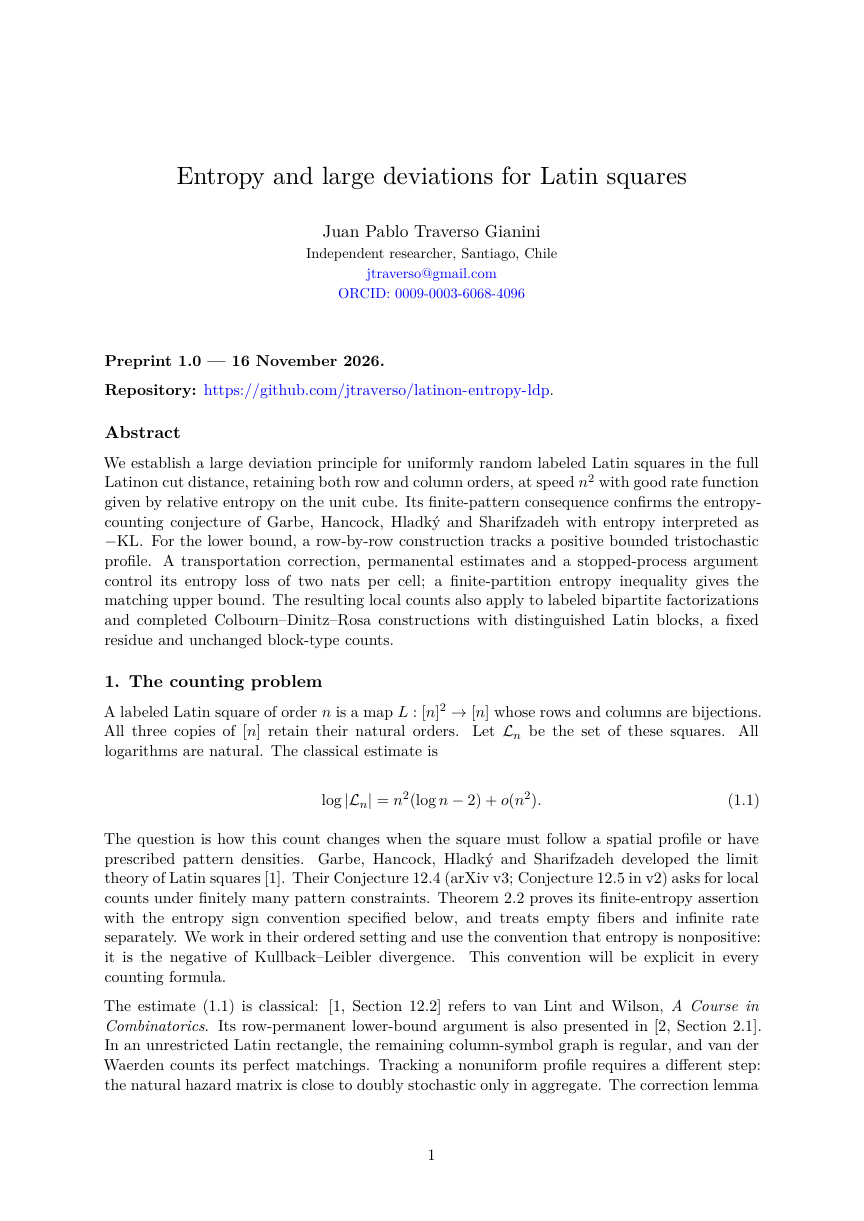 Entropy and large deviations for Latin squares
Juan Pablo Traverso Gianini
Independent researcher, Santiago, Chile
jtraverso@gmail.com
ORCID: 0009-0003-6068-4096
Preprint 1.0 — 16 November 2026.
Repository: https://github.com/jtraverso/latinon-entropy-ldp.
Abstract
We establish a large deviation principle for uniformly random labeled Latin squares in the full
Latinon cut distance, retaining both row and column orders, at speed n² with good rate function
given by relative entropy on the unit cube. Its finite-pattern consequence confirms the entropy-
counting conjecture of Garbe, Hancock, Hladký and Sharifzadeh with entropy interpreted as
−KL. For the lower bound, a row-by-row construction tracks a positive bounded tristochastic
profile. A transportation correction, permanental estimates and a stopped-process argument
control its entropy loss of two nats per cell; a finite-partition entropy inequality gives the
matching upper bound. The resulting local counts also apply to labeled bipartite factorizations
and completed Colbourn–Dinitz–Rosa constructions with distinguished Latin blocks, a fixed
residue and unchanged block-type counts.
1. The counting problem
A labeled Latin square of order n is a map L : [n]² → [n] whose rows and columns are bijections.
All three copies of [n] retain their natural orders. Let ℒₙ be the set of these squares. All
logarithms are natural. The classical estimate is
log |ℒₙ| = n²(log n − 2) + o(n²). (1.1)
The question is how this count changes when the square must follow a spatial profile or have
prescribed pattern densities. Garbe, Hancock, Hladký and Sharifzadeh developed the limit
theory of Latin squares [1]. Their Conjecture 12.4 (arXiv v3; Conjecture 12.5 in v2) asks for local
counts under finitely many pattern constraints. Theorem 2.2 proves its finite-entropy assertion
with the entropy sign convention specified below, and treats empty fibers and infinite rate
separately. We work in their ordered setting and use the convention that entropy is nonpositive:
it is the negative of Kullback–Leibler divergence. This convention will be explicit in every
counting formula.
The estimate (1.1) is classical: [1, Section 12.2] refers to van Lint and Wilson, A Course in
Combinatorics. Its row-permanent lower-bound argument is also presented in [2, Section 2.1].
In an unrestricted Latin rectangle, the remaining column-symbol graph is regular, and van der
Waerden counts its perfect matchings. Tracking a nonuniform profile requires a different step:
the natural hazard matrix is close to doubly stochastic only in aggregate. The correction lemma
1